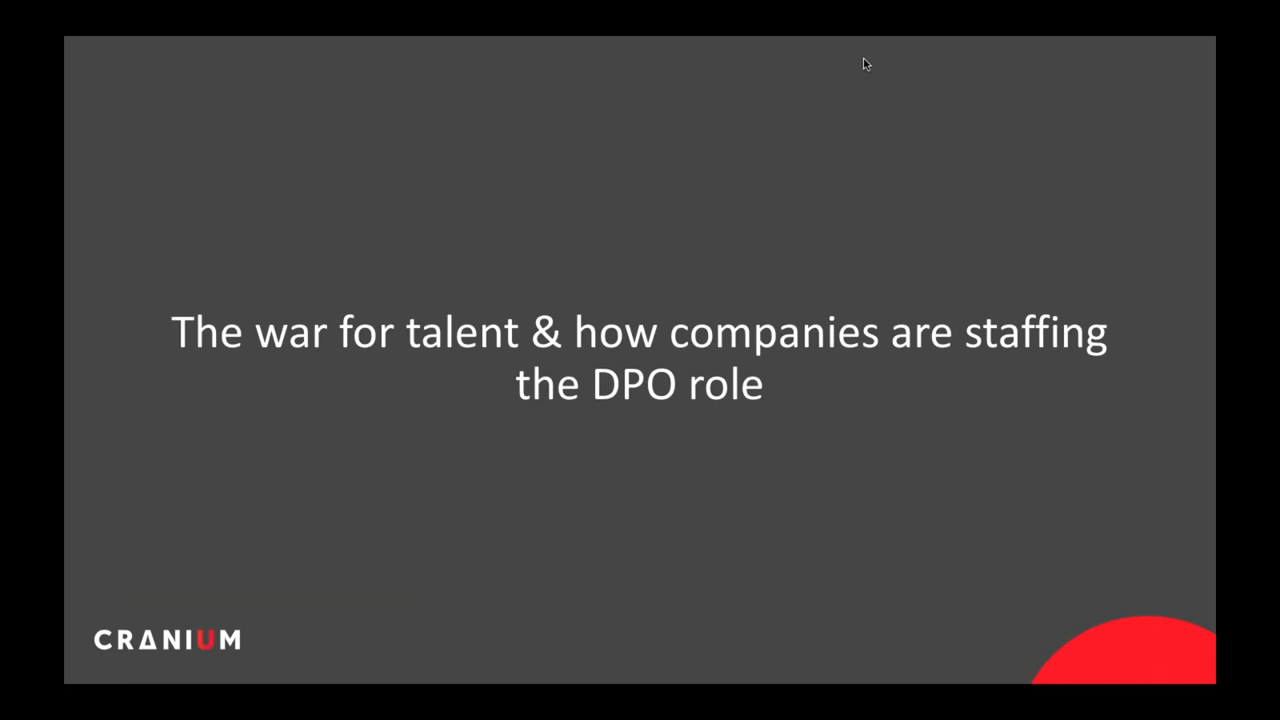 The war for talent & how companies are staffing
the DPO role
CRANIUM